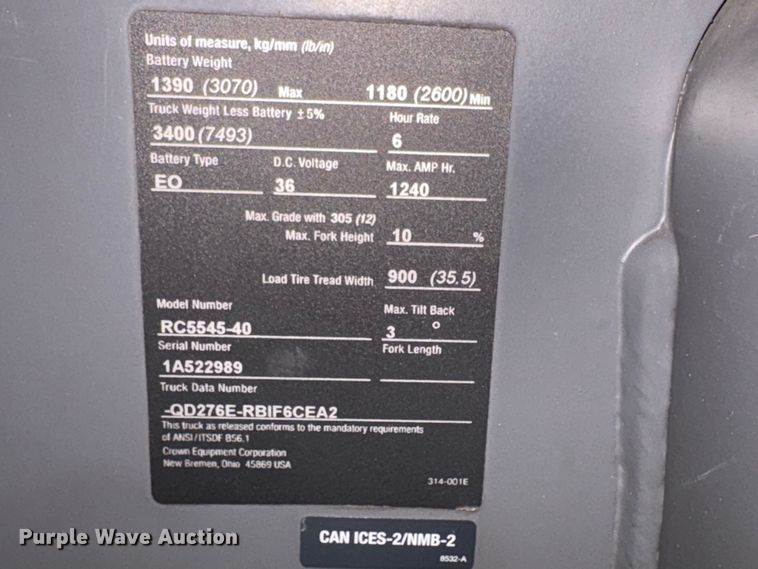 Units of measure, kg/mm (lb/in)
Battery Weight
1390 (3070) Max 1180 (2600) Min
Truck Weight Less Battery ±5% Hour Rate
3400 (7493) 6
Battery Type D.C. Voltage Max. AMP Hr.
EO 36 1240
Max. Grade with 305 (12)
Max. Fork Height 10 %
Load Tire Tread Width 900 (35.5)
Model Number Max. Tilt Back
RC5545-40 3 °
Serial Number Fork Length
1A522989
Truck Data Number
-QD276E-RBIF6CEA2
This truck as released conforms to the mandatory requirements
of ANSI/ITSDF B56.1
Crown Equipment Corporation
New Bremen, Ohio 45869 USA
314-001E
Purple Wave Auction
CAN ICES-2/NMB-2
8532-A